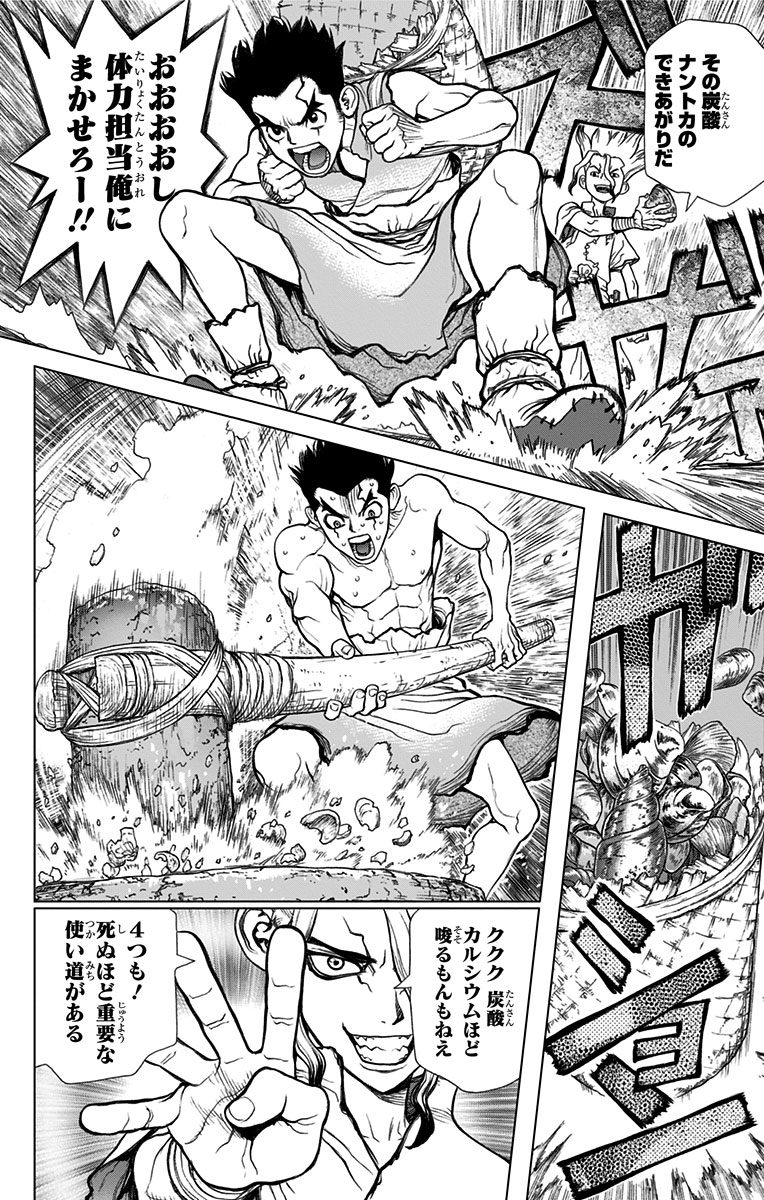 その炭酸
ナントカの
できあがりだ
おおおおし
体力担当俺に
まかせろー!!
ククク 炭酸
カルシウムほど
唆るもんもねえ
4つも!
死ぬほど重要な
使い道がある